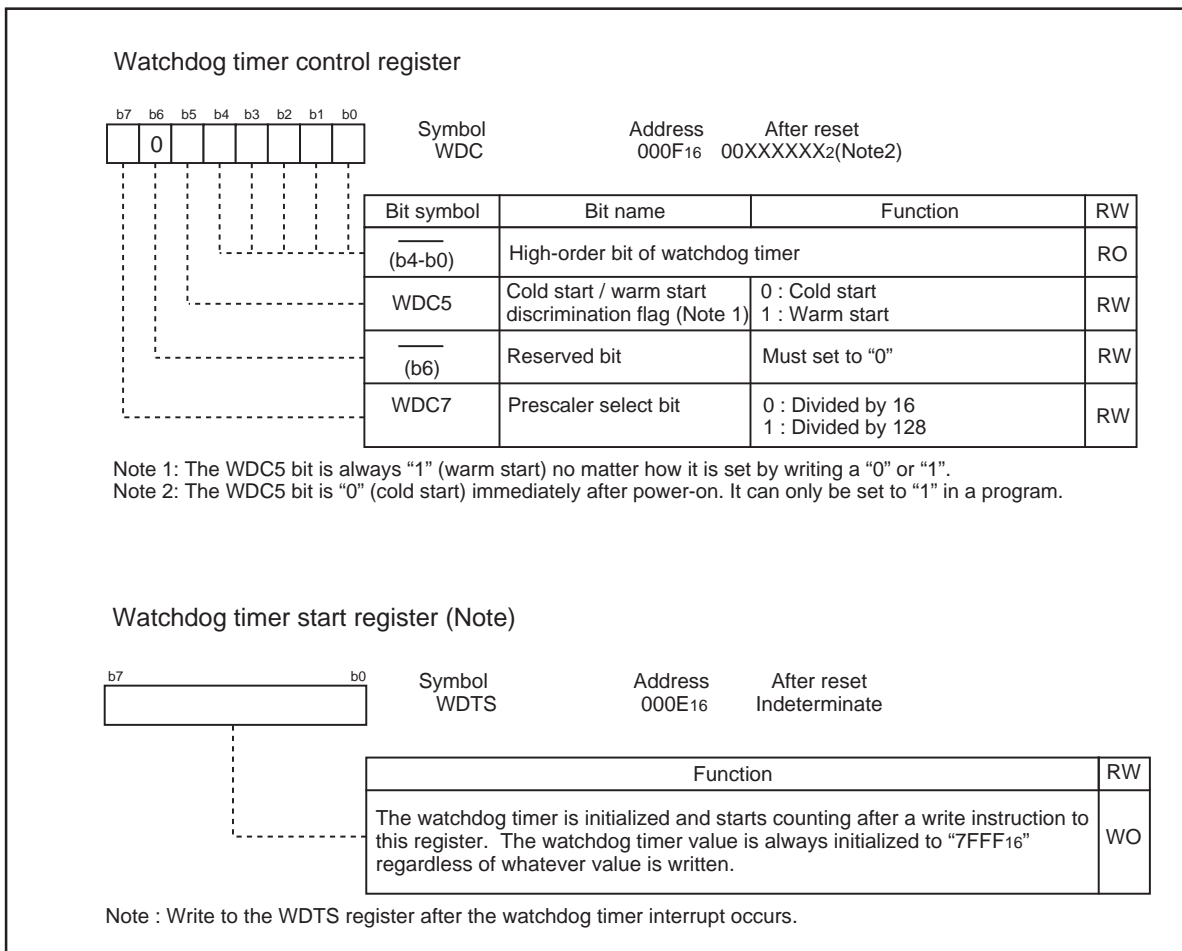 Watchdog timer control register
b7 b6 b5 b4 b3 b2 b1 b0
0
Symbol Address After reset
WDC 000F16 00XXXXXX2(Note2)
Bit symbol Bit name Function RW
(b4-b0) High-order bit of watchdog timer RO
WDC5 Cold start / warm start discrimination flag (Note 1) 0 : Cold start 1 : Warm start RW
(b6) Reserved bit Must set to “0” RW
WDC7 Prescaler select bit 0 : Divided by 16 1 : Divided by 128 RW
Note 1: The WDC5 bit is always “1” (warm start) no matter how it is set by writing a “0” or “1”.
Note 2: The WDC5 bit is “0” (cold start) immediately after power-on. It can only be set to “1” in a program.
Watchdog timer start register (Note)
b7 b0
Symbol Address After reset
WDTS 000E16 Indeterminate
Function RW
The watchdog timer is initialized and starts counting after a write instruction to
this register. The watchdog timer value is always initialized to “7FFF16”
regardless of whatever value is written.
WO
Note : Write to the WDTS register after the watchdog timer interrupt occurs.